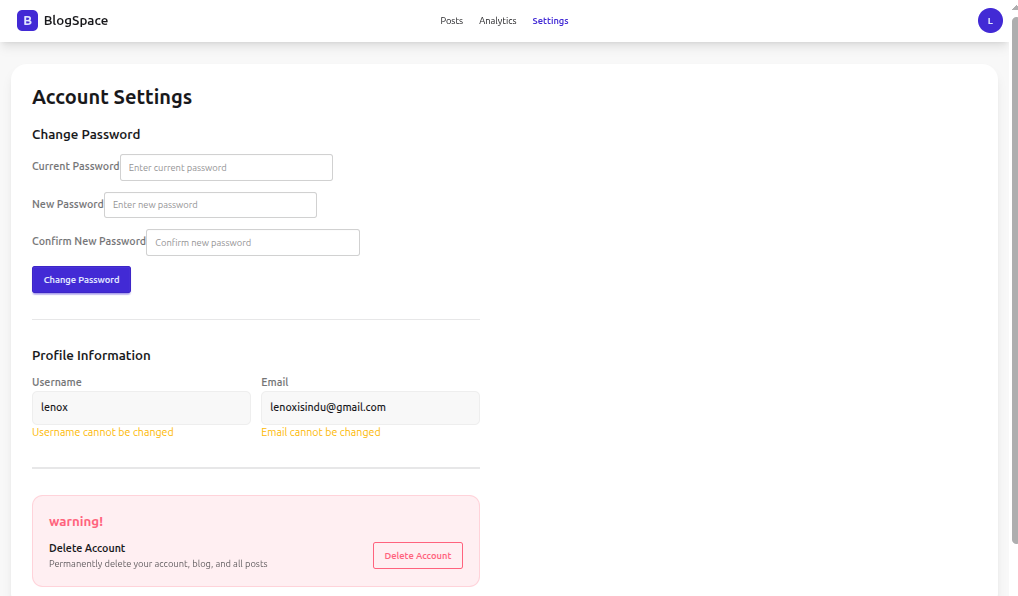 B BlogSpace Posts Analytics Settings L
Account Settings
Change Password
Current Password Enter current password
New Password Enter new password
Confirm New Password Confirm new password
Change Password
Profile Information
Username Email
lenox lenoxisindu@gmail.com
Username cannot be changed Email cannot be changed
warning!
Delete Account
Permanently delete your account, blog, and all posts
Delete Account